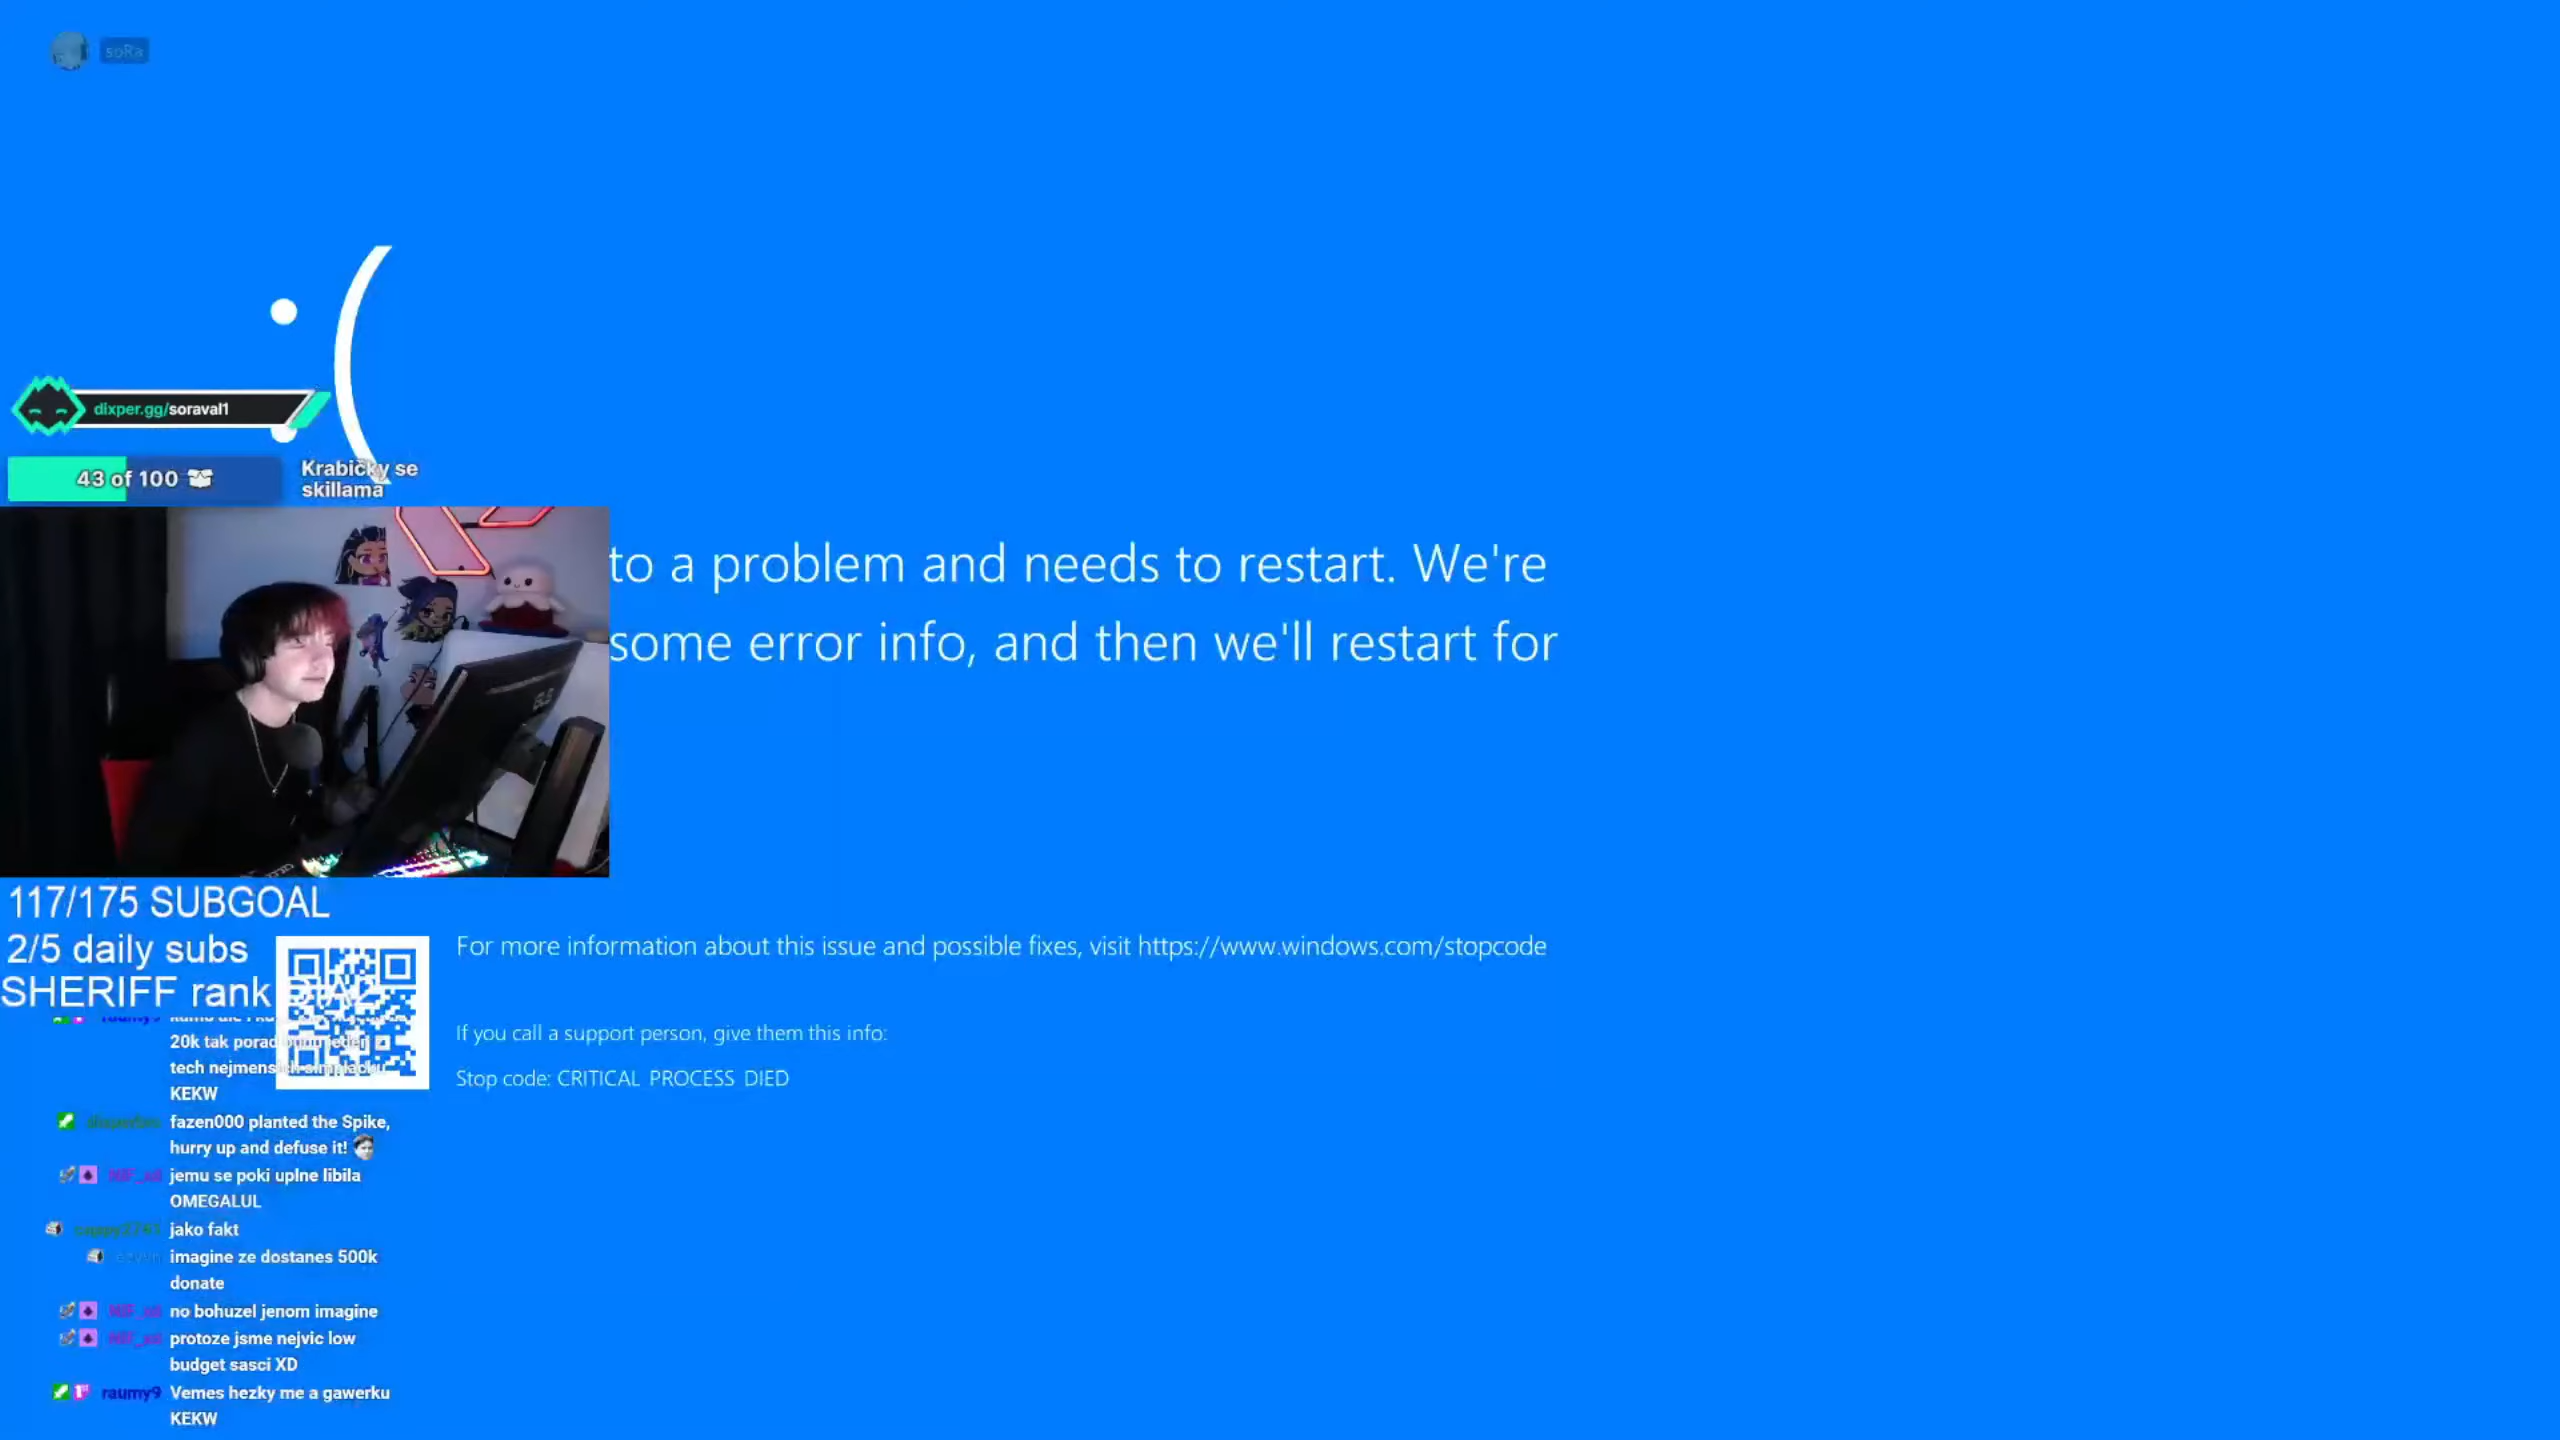 soRa
dixper.gg/soraval1
43 of 100
Krabičky se
skillama
to a problem and needs to restart. We're
some error info, and then we'll restart for
117/175 SUBGOAL
2/5 daily subs
SHERIFF rank
For more information about this issue and possible fixes, visit https://www.windows.com/stopcode
If you call a support person, give them this info:
Stop code: CRITICAL PROCESS DIED
raumy9
20k tak porad
tech nejmensich
KEKW
fazen000 planted the Spike,
hurry up and defuse it!
jemu se poki uplne libila
OMEGALUL
jako fakt
imagine ze dostanes 500k
donate
no bohuzel jenom imagine
protoze jsme nejvic low
budget sasci XD
raumy9 Vemes hezky me a gawerku
KEKW